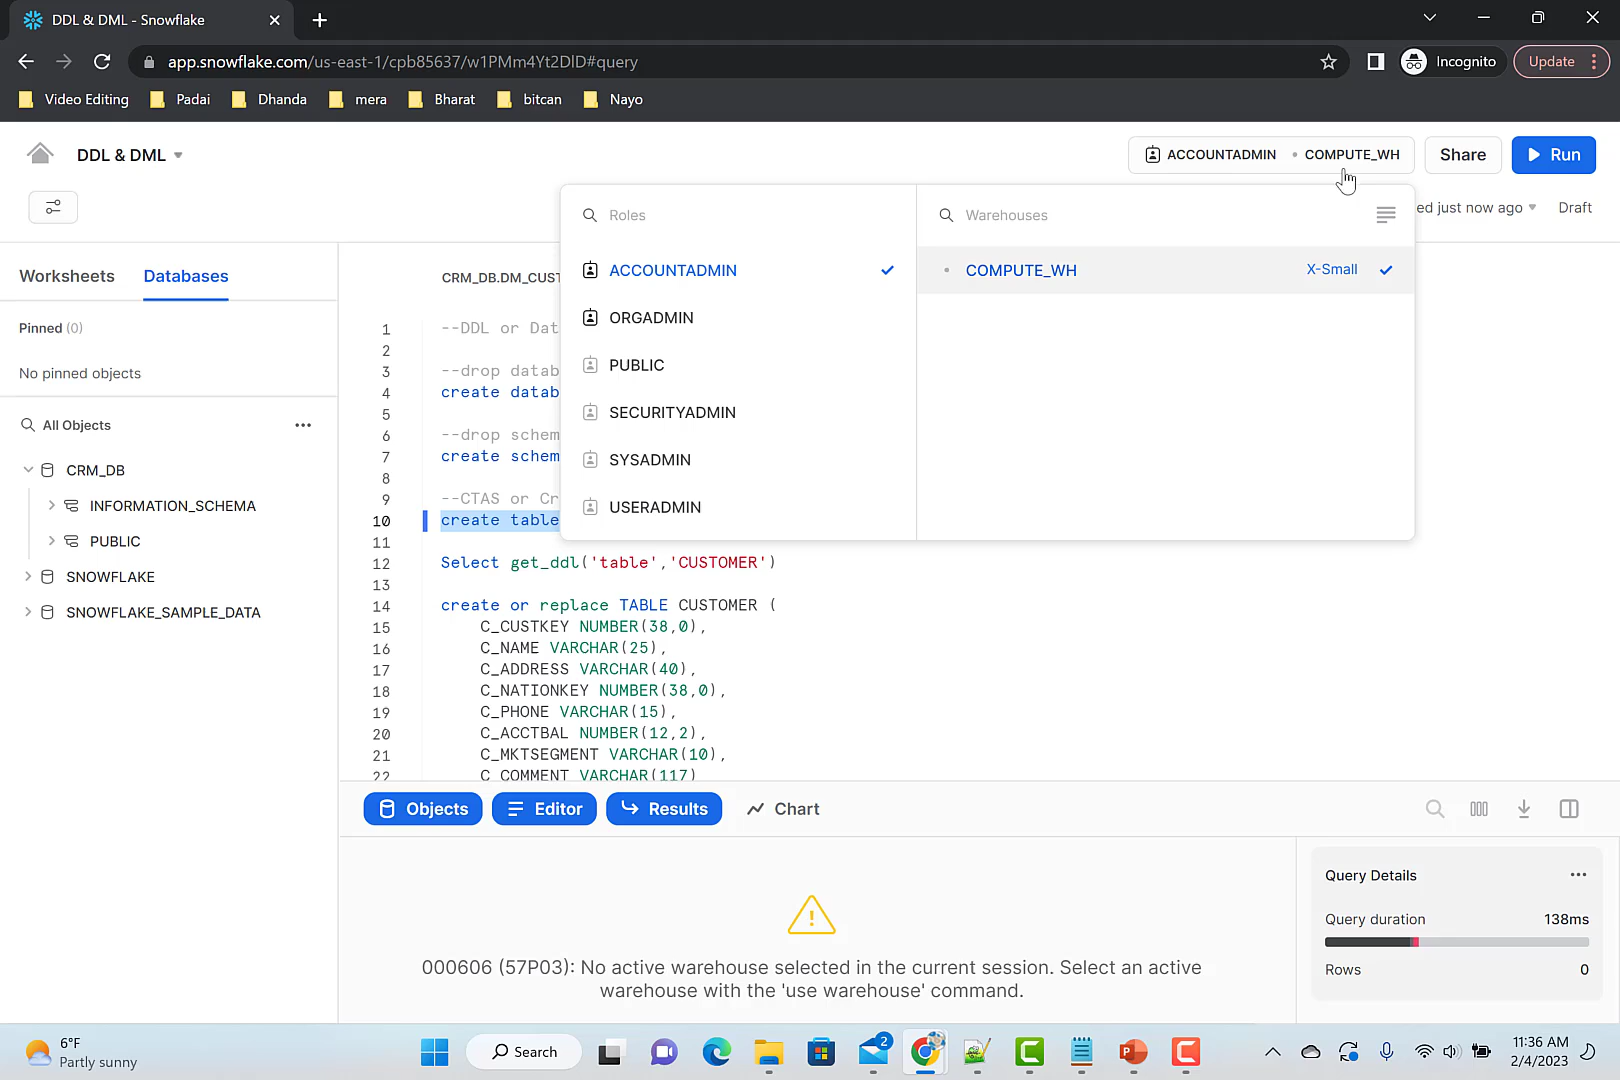 DDL & DML - Snowflake
app.snowflake.com/us-east-1/cpb85637/w1PMm4Yt2DlD#query
Incognito
Update
Video Editing
Padai
Dhanda
mera
Bharat
bitcan
Nayo
DDL & DML
ACCOUNTADMIN
COMPUTE_WH
Share
Run
ed just now ago
Draft
Roles
Warehouses
ACCOUNTADMIN
COMPUTE_WH
X-Small
ORGADMIN
PUBLIC
SECURITYADMIN
SYSADMIN
USERADMIN
Worksheets
Databases
Pinned (0)
No pinned objects
All Objects
CRM_DB
INFORMATION_SCHEMA
PUBLIC
SNOWFLAKE
SNOWFLAKE_SAMPLE_DATA
CRM_DB.DM_CUST
1 --DDL or Dat
2
3 --drop datab
4 create datab
5
6 --drop schem
7 create schem
8
9 --CTAS or Cr
10 create table
11
12 Select get_ddl('table','CUSTOMER')
13
14 create or replace TABLE CUSTOMER (
15 C_CUSTKEY NUMBER(38,0),
16 C_NAME VARCHAR(25),
17 C_ADDRESS VARCHAR(40),
18 C_NATIONKEY NUMBER(38,0),
19 C_PHONE VARCHAR(15),
20 C_ACCTBAL NUMBER(12,2),
21 C_MKTSEGMENT VARCHAR(10),
22 C_COMMENT VARCHAR(117)
Objects
Editor
Results
Chart
000606 (57P03): No active warehouse selected in the current session. Select an active
warehouse with the 'use warehouse' command.
Query Details
Query duration
138ms
Rows
0
6°F
Partly sunny
Search
2
11:36 AM
2/4/2023